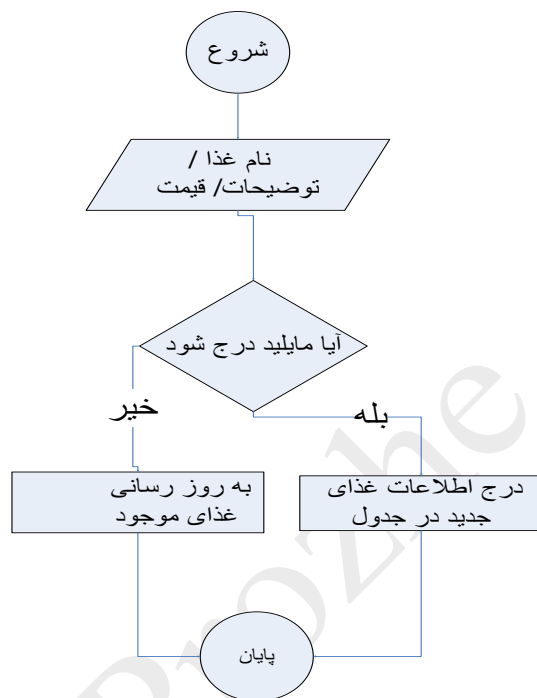 شروع
نام غذا /
توضیحات/ قیمت
آیا مایلید درج شود
خیر
بله
به روز رسانی
غذای موجود
درج اطلاعات غذای
جدید در جدول
پایان
Prozhe